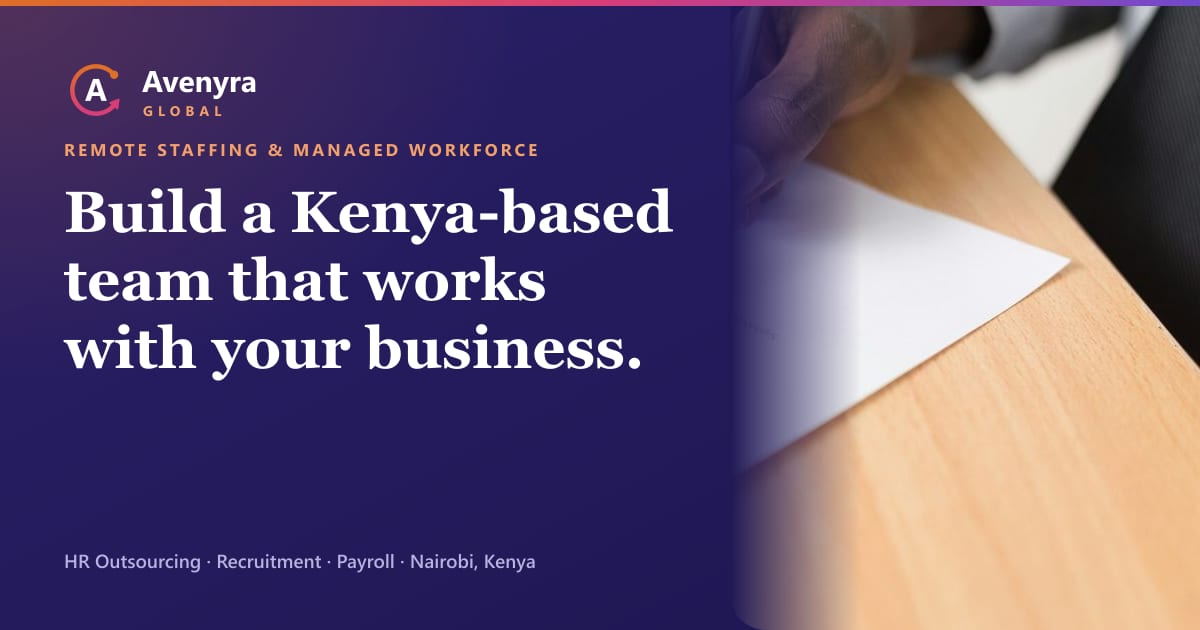 A
Avenyra
GLOBAL
REMOTE STAFFING & MANAGED WORKFORCE
Build a Kenya-based
team that works
with your business.
HR Outsourcing · Recruitment · Payroll · Nairobi, Kenya